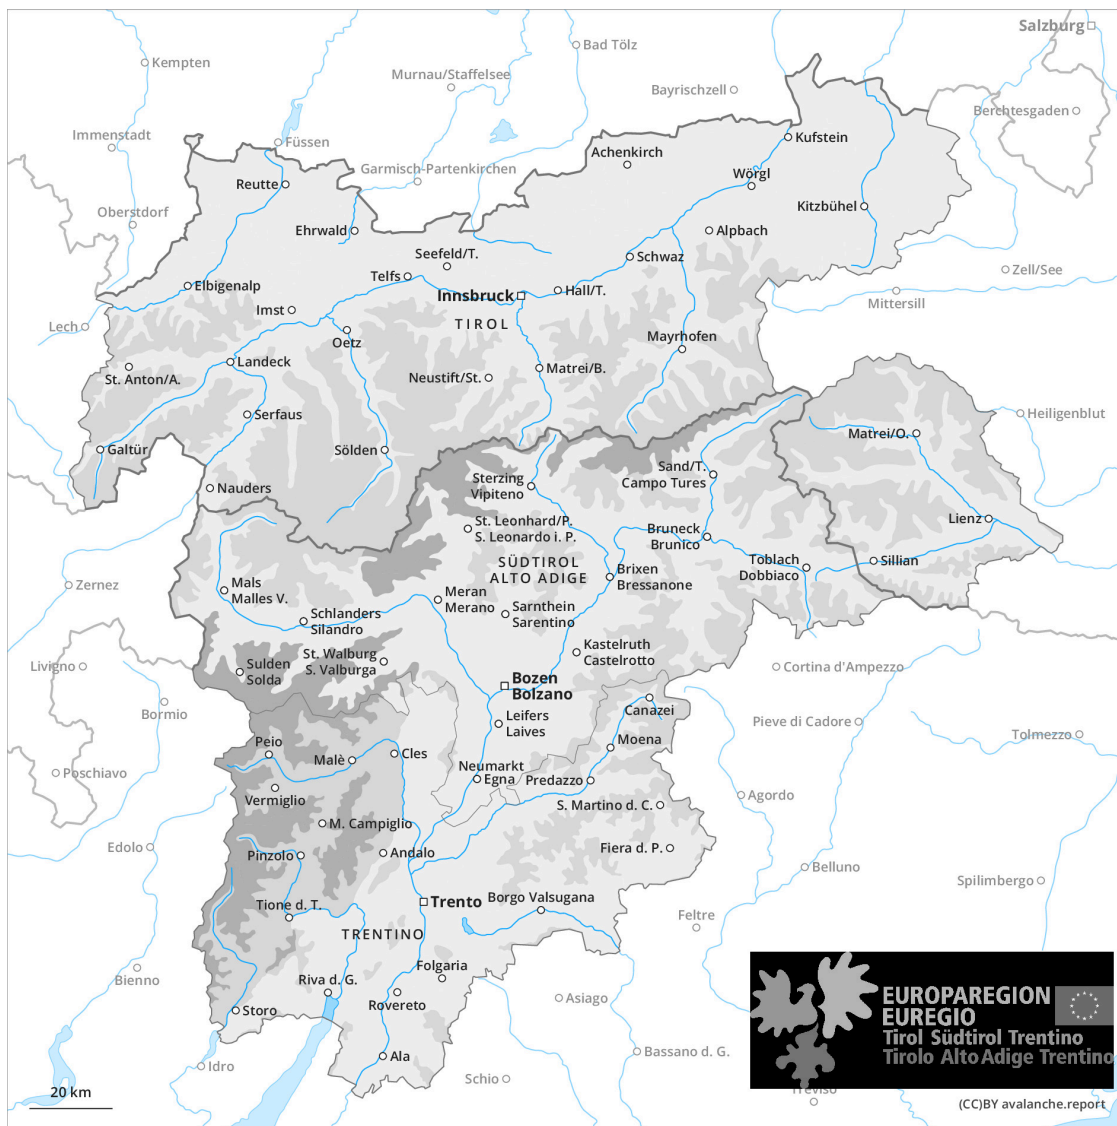 Salzburg
Bad Tölz
Kempten
Murnau/Staffelsee
Bayrischzell
Berchtesgaden
Immenstadt
Füssen
Kufstein
Achenkirch
Garmisch-Partenkirchen
Wörgl
Reutte
Oberstdorf
Kitzbühel
Ehrwald
Alpbach
Seefeld/T.
Schwaz
Zell/See
Telfs
Elbigenalp
Hall/T.
Innsbruck
Mittersill
Imst
TIROL
Lech
Oetz
Mayrhofen
Landeck
Matrei/B.
St. Anton/A.
Neustift/St.
Serfaus
Heiligenblut
Matrei/O.
Galtür
Sölden
Sand/T.
Campo Tures
Sterzing
Vipiteno
Nauders
Lienz
St. Leonhard/P.
S. Leonardo i. P.
Bruneck
Brunico
SÜDTIROL
ALTO ADIGE
Toblach
Dobbiaco
Sillian
Brixen
Bressanone
Zernez
Mals
Malles V.
Meran
Merano
Schlanders
Silandro
Sarnthein
Sarentino
Kastelruth
Castelrotto
St. Walburg
S. Valburga
Livigno
Sulden
Solda
Cortina d'Ampezzo
Bozen
Bolzano
Bormio
Canazei
Leifers
Laives
Pieve di Cadore
Tolmezzo
Moena
Peio
Cles
Malè
Poschiavo
Neumarkt
Egna
Predazzo
Vermiglio
Agordo
S. Martino d. C.
M. Campiglio
Edolo
Fiera d. P.
Pinzolo
Andalo
Belluno
Spilimbergo
Borgo Valsugana
Trento
Tione d. T.
Feltre
TRENTINO
Bienno
Folgaria
Riva d. G.
Rovereto
Asiago
Storo
EUROPAREGION
EUREGIO
Tirol Südtirol Trentino
Tirolo Alto Adige Trentino
Ala
Bassano d. G.
Idro
Schio
Treviso
20 km
(CC)BY avalanche.report